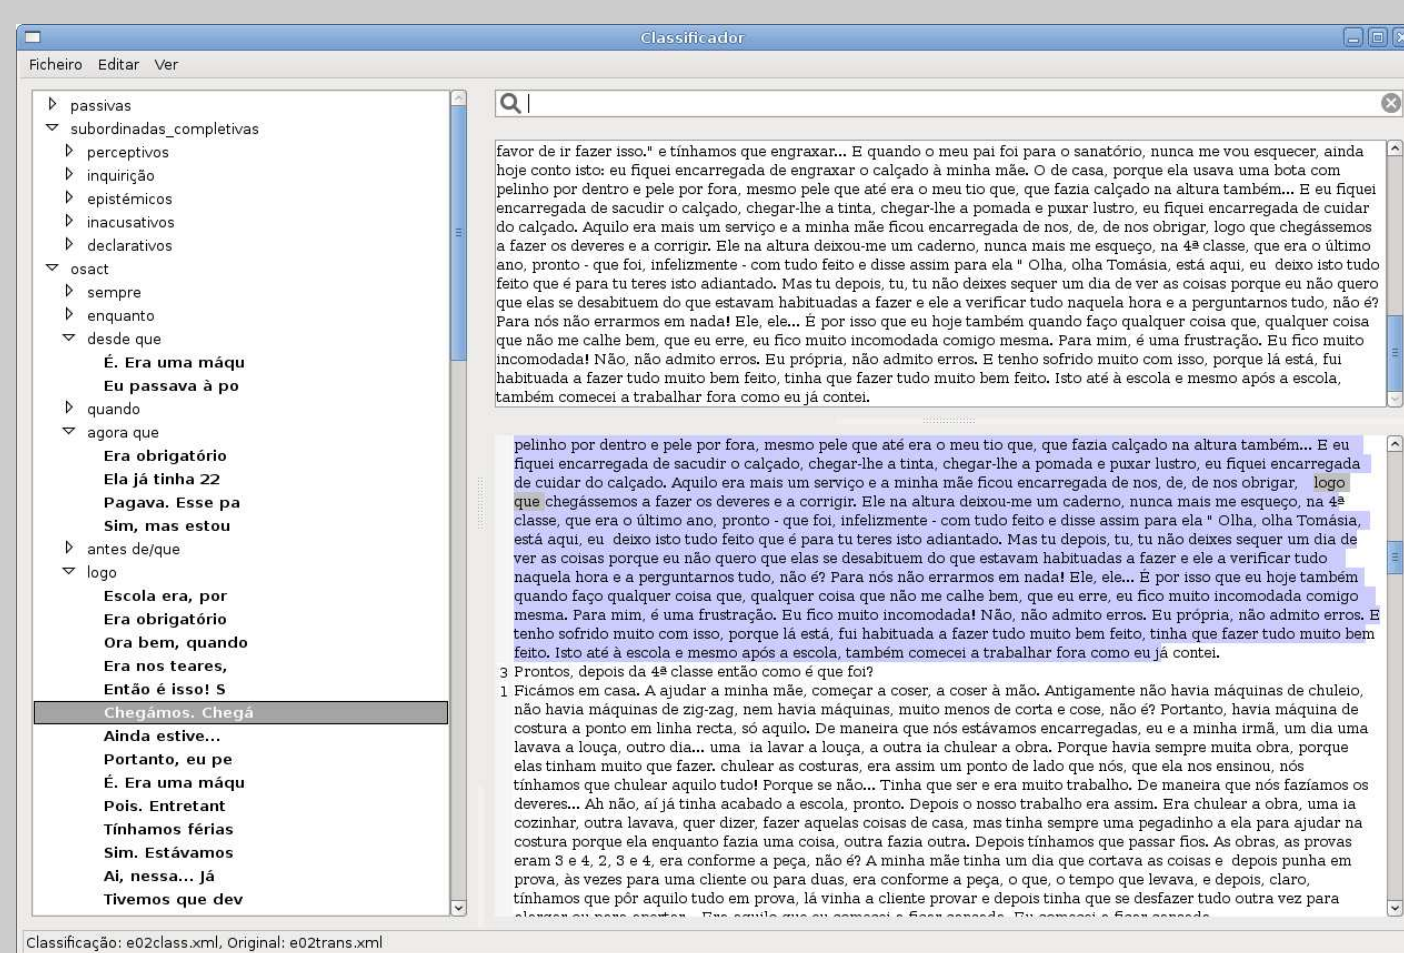 Classificador
Ficheiro Editar Ver
passivas
subordinadas_completivas
perceptivos
inquirição
epistémicos
inacusativos
declarativos
osact
sempre
enquanto
desde que
É. Era uma máqu
Eu passava à po
quando
agora que
Era obrigatório
Ela já tinha 22
Pagava. Esse pa
Sim, mas estou
antes de/que
logo
Escola era, por
Era obrigatório
Ora bem, quando
Era nos teares,
Então é isso! S
Chegámos. Chegá
Ainda estive...
Portanto, eu pe
É. Era uma máqu
Pois. Entretant
Tínhamos férias
Sim. Estávamos
Ai, nessa... Já
Tivemos que dev
favor de ir fazer isso." e tínhamos que engraxar... E quando o meu pai foi para o sanatório, nunca me vou esquecer, ainda
hoje conto isto: eu fiquei encarregada de engraxar o calçado à minha mãe. O de casa, porque ela usava uma bota com
pelinho por dentro e pele por fora, mesmo pele que até era o meu tio que, que fazia calçado na altura também... E eu fiquei
encarregada de sacudir o calçado, chegar-lhe a tinta, chegar-lhe a pomada e puxar lustro, eu fiquei encarregada de cuidar
do calçado. Aquilo era mais um serviço e a minha mãe ficou encarregada de nos, de, de nos obrigar, logo que chegássemos
a fazer os deveres e a corrigir. Ele na altura deixou-me um caderno, nunca mais me esqueço, na 4ª classe, que era o último
ano, pronto - que foi, infelizmente - com tudo feito e disse assim para ela " Olha, olha Tomásia, está aqui, eu deixo isto tudo
feito que é para tu teres isto adiantado. Mas tu depois, tu, tu não deixes sequer um dia de ver as coisas porque eu não quero
que elas se desabituem do que estavam habituadas a fazer e ele a verificar tudo naquela hora e a perguntarnos tudo, não é?
Para nós não errarmos em nada! Ele, ele... É por isso que eu hoje também quando faço qualquer coisa que, qualquer coisa
que não me calhe bem, que eu erre, eu fico muito incomodada comigo mesma. Para mim, é uma frustração. Eu fico muito
incomodada! Não, não admito erros. Eu própria, não admito erros. E tenho sofrido muito com isso, porque lá está, fui
habituada a fazer tudo muito bem feito, tinha que fazer tudo muito bem feito. Isto até à escola e mesmo após a escola,
também comecei a trabalhar fora como eu já contei.
pelinho por dentro e pele por fora, mesmo pele que até era o meu tio que, que fazia calçado na altura também... E eu
fiquei encarregada de sacudir o calçado, chegar-lhe a tinta, chegar-lhe a pomada e puxar lustro, eu fiquei encarregada
de cuidar do calçado. Aquilo era mais um serviço e a minha mãe ficou encarregada de nos, de, de nos obrigar, logo
que chegássemos a fazer os deveres e a corrigir. Ele na altura deixou-me um caderno, nunca mais me esqueço, na 4ª
classe, que era o último ano, pronto - que foi, infelizmente - com tudo feito e disse assim para ela " Olha, olha Tomásia,
está aqui, eu deixo isto tudo feito que é para tu teres isto adiantado. Mas tu depois, tu, tu não deixes sequer um dia de
ver as coisas porque eu não quero que elas se desabituem do que estavam habituadas a fazer e ele a verificar tudo
naquela hora e a perguntarnos tudo, não é? Para nós não errarmos em nada! Ele, ele... É por isso que eu hoje também
quando faço qualquer coisa que, qualquer coisa que não me calhe bem, que eu erre, eu fico muito incomodada comigo
mesma. Para mim, é uma frustração. Eu fico muito incomodada! Não, não admito erros. Eu própria, não admito erros. E
tenho sofrido muito com isso, porque lá está, fui habituada a fazer tudo muito bem feito, tinha que fazer tudo muito bem
feito. Isto até à escola e mesmo após a escola, também comecei a trabalhar fora como eu já contei.
3 Prontos, depois da 4ª classe então como é que foi?
1 Ficámos em casa. A ajudar a minha mãe, começar a coser, a coser à mão. Antigamente não havia máquinas de chuleio,
não havia máquinas de zig-zag, nem havia máquinas, muito menos de corta e cose, não é? Portanto, havia máquina de
costura a ponto em linha recta, só aquilo. De maneira que nós estávamos encarregadas, eu e a minha irmã, um dia uma
lavava a louça, outro dia... uma ia lavar a louça, a outra ia chulear a obra. Porque havia sempre muita obra, porque
elas tinham muito que fazer. chulear as costuras, era assim um ponto de lado que nós, que ela nos ensinou, nós
tínhamos que chulear aquilo tudo! Porque se não... Tinha que ser e era muito trabalho. De maneira que nós fazíamos os
deveres... Ah não, aí já tinha acabado a escola, pronto. Depois o nosso trabalho era assim. Era chulear a obra, uma ia
cozinhar, outra lavava, quer dizer, fazer aquelas coisas de casa, mas tinha sempre uma pegadinho a ela para ajudar na
costura porque ela enquanto fazia uma coisa, outra fazia outra. Depois tínhamos que passar fios. As obras, as provas
eram 3 e 4, 2, 3 e 4, era conforme a peça, não é? A minha mãe tinha um dia que cortava as coisas e depois punha em
prova, às vezes para uma cliente ou para duas, era conforme a peça, o que, o tempo que levava, e depois, claro,
tínhamos que pôr aquilo tudo em prova, lá vinha a cliente provar e depois tinha que se desfazer tudo outra vez para
Classificação: e02class.xml, Original: e02trans.xml